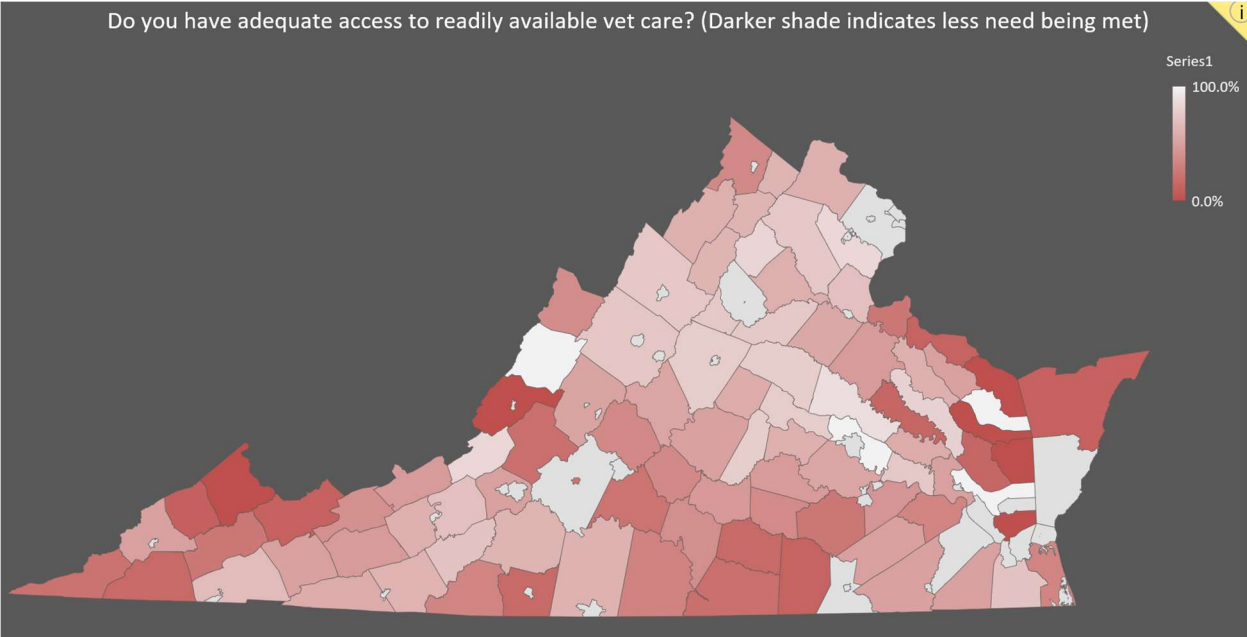 Do you have adequate access to readily available vet care? (Darker shade indicates less need being met)
i
Series1
100.0%
0.0%